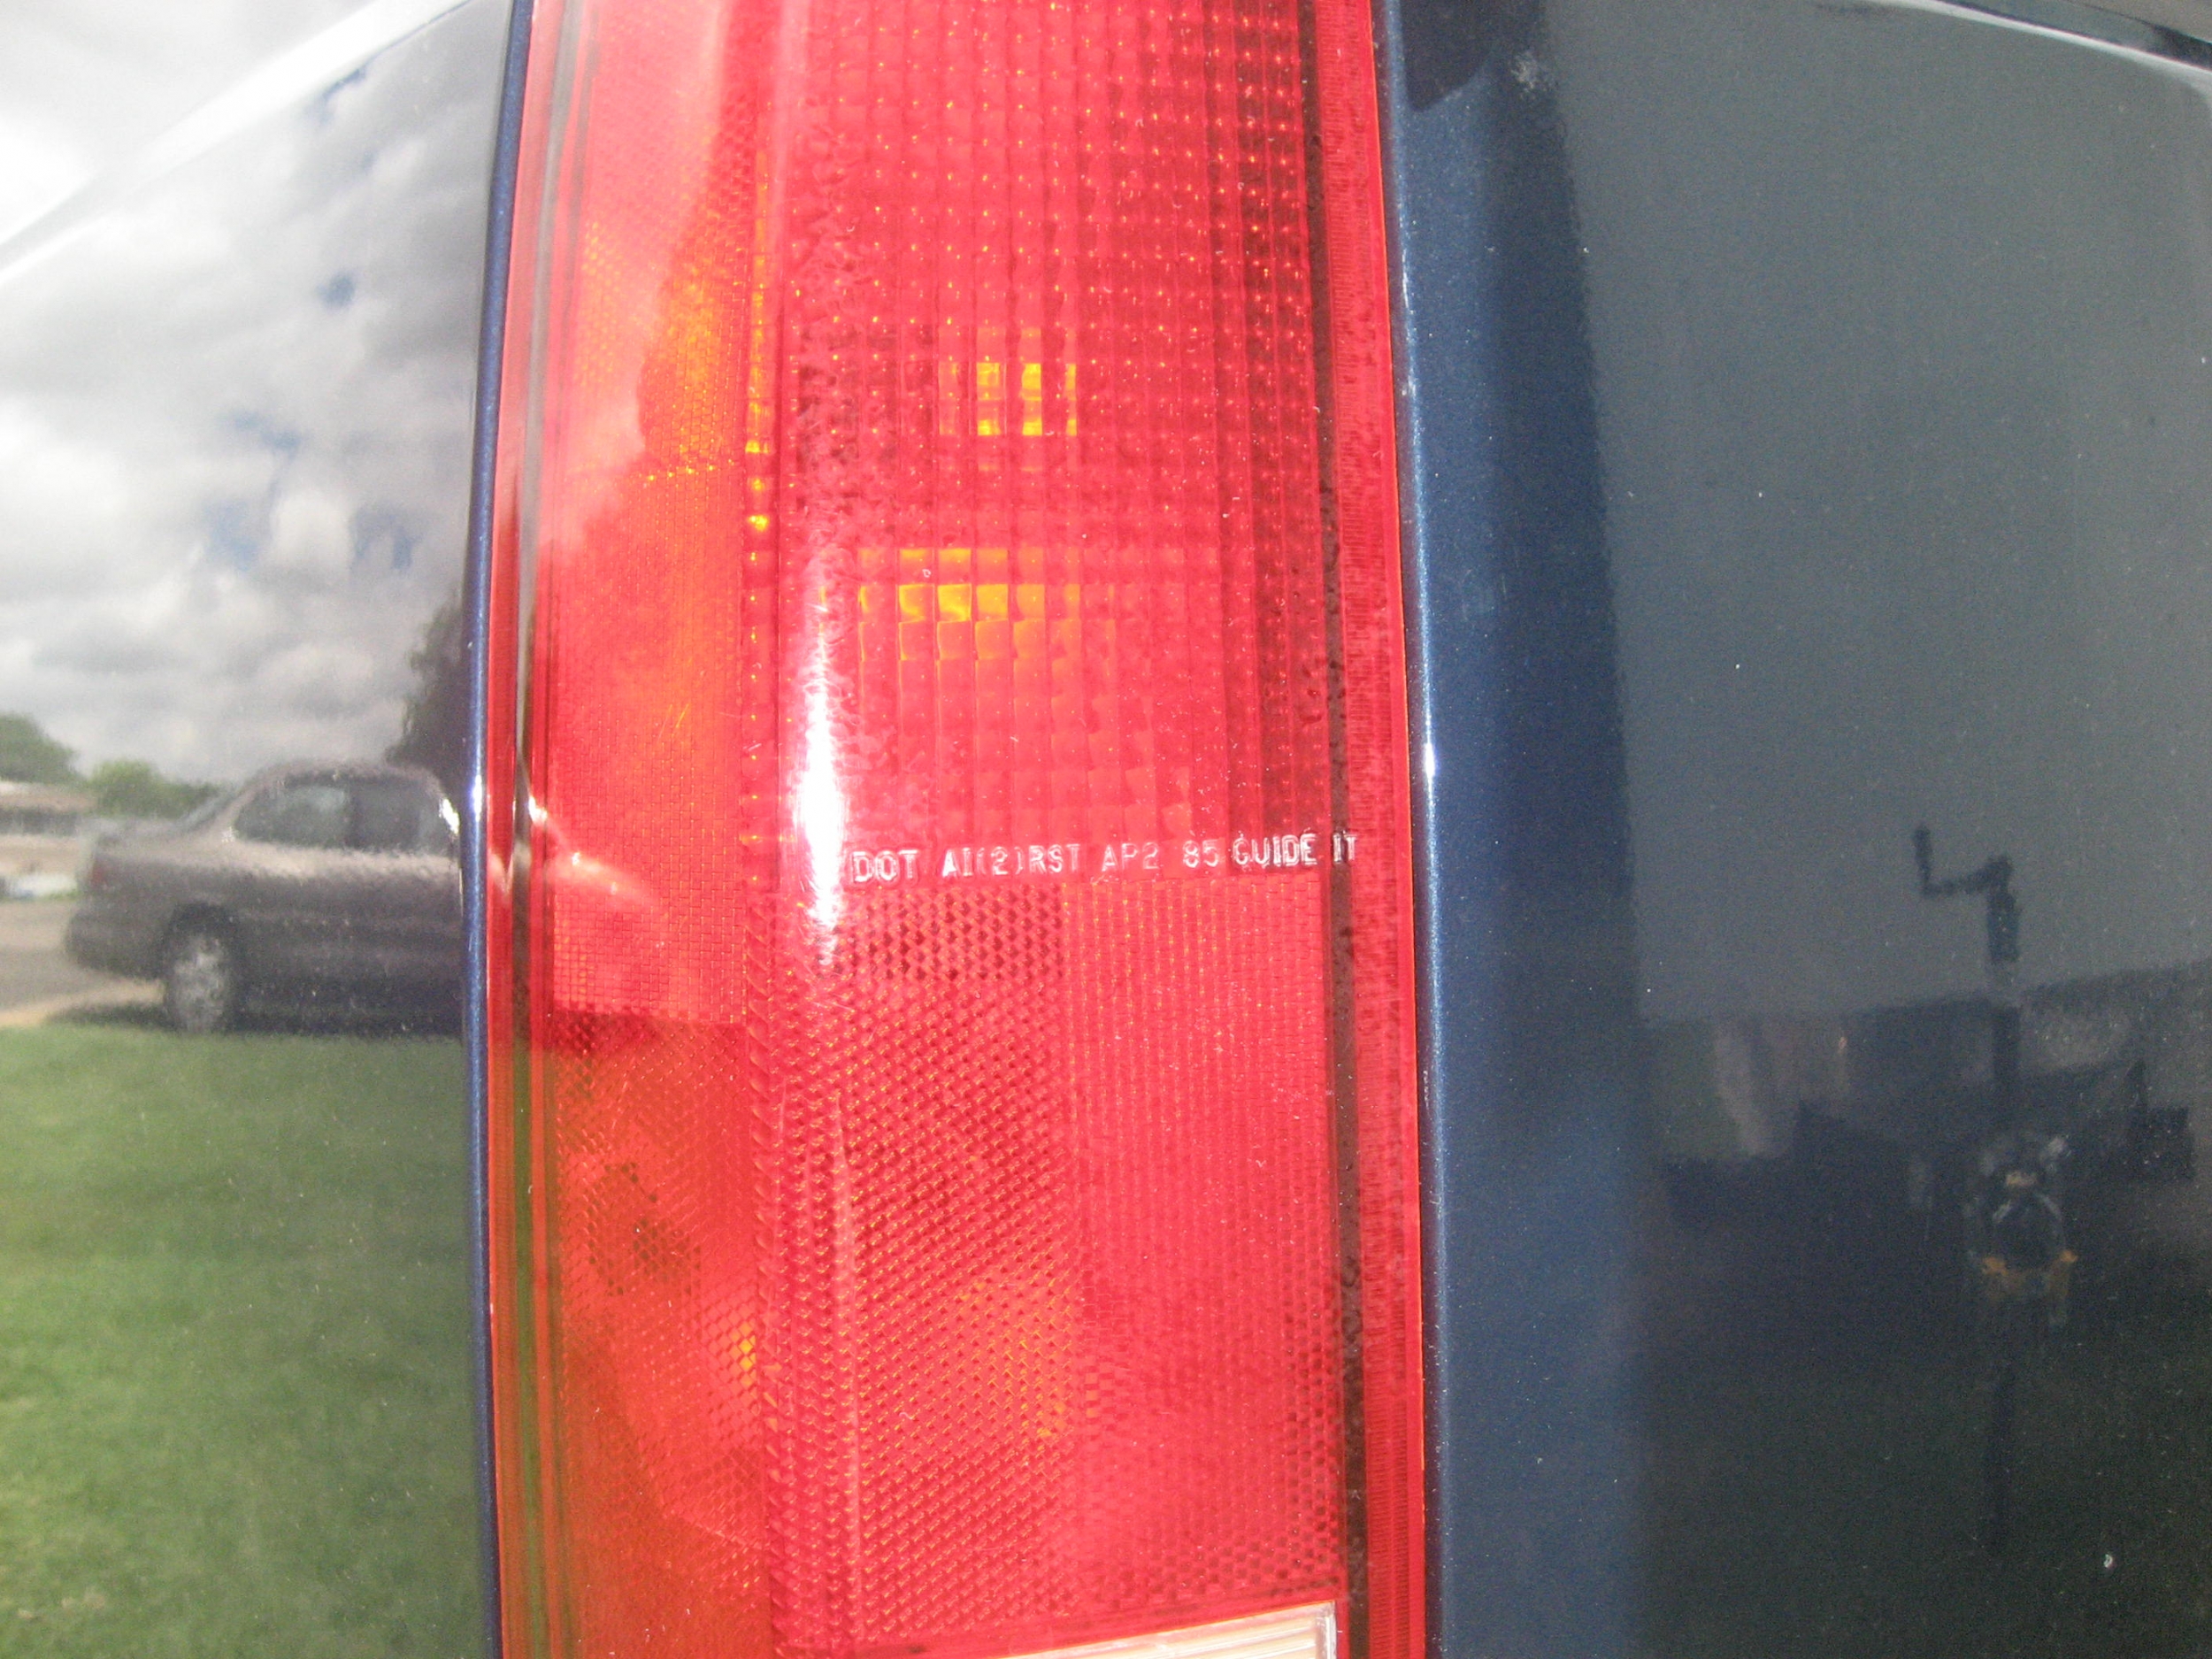 DOT AI(2)RST AP2 85 GUIDE IT